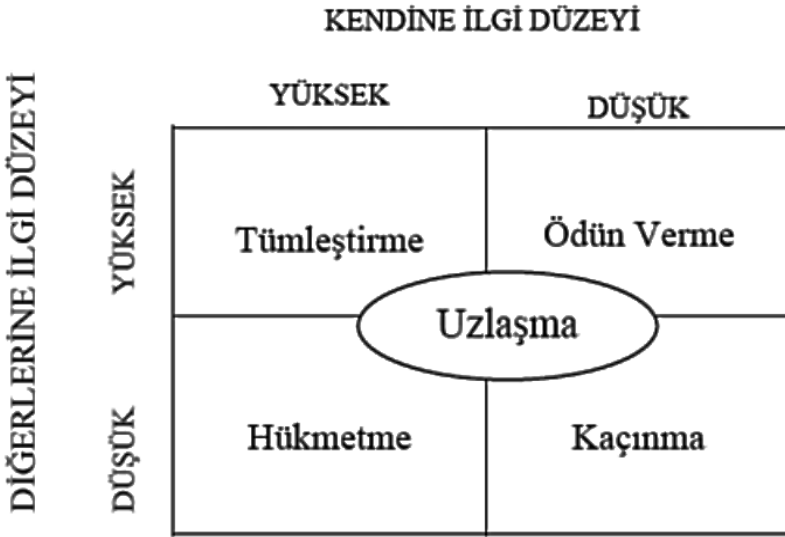 KENDİNE İLGİ DÜZEYİ
YÜKSEK
DÜŞÜK
DİĞERLERİNE İLGİ DÜZEYİ
YÜKSEK
Tümleştirme
Ödün Verme
Uzlaşma
DÜŞÜK
Hükmetme
Kaçınma